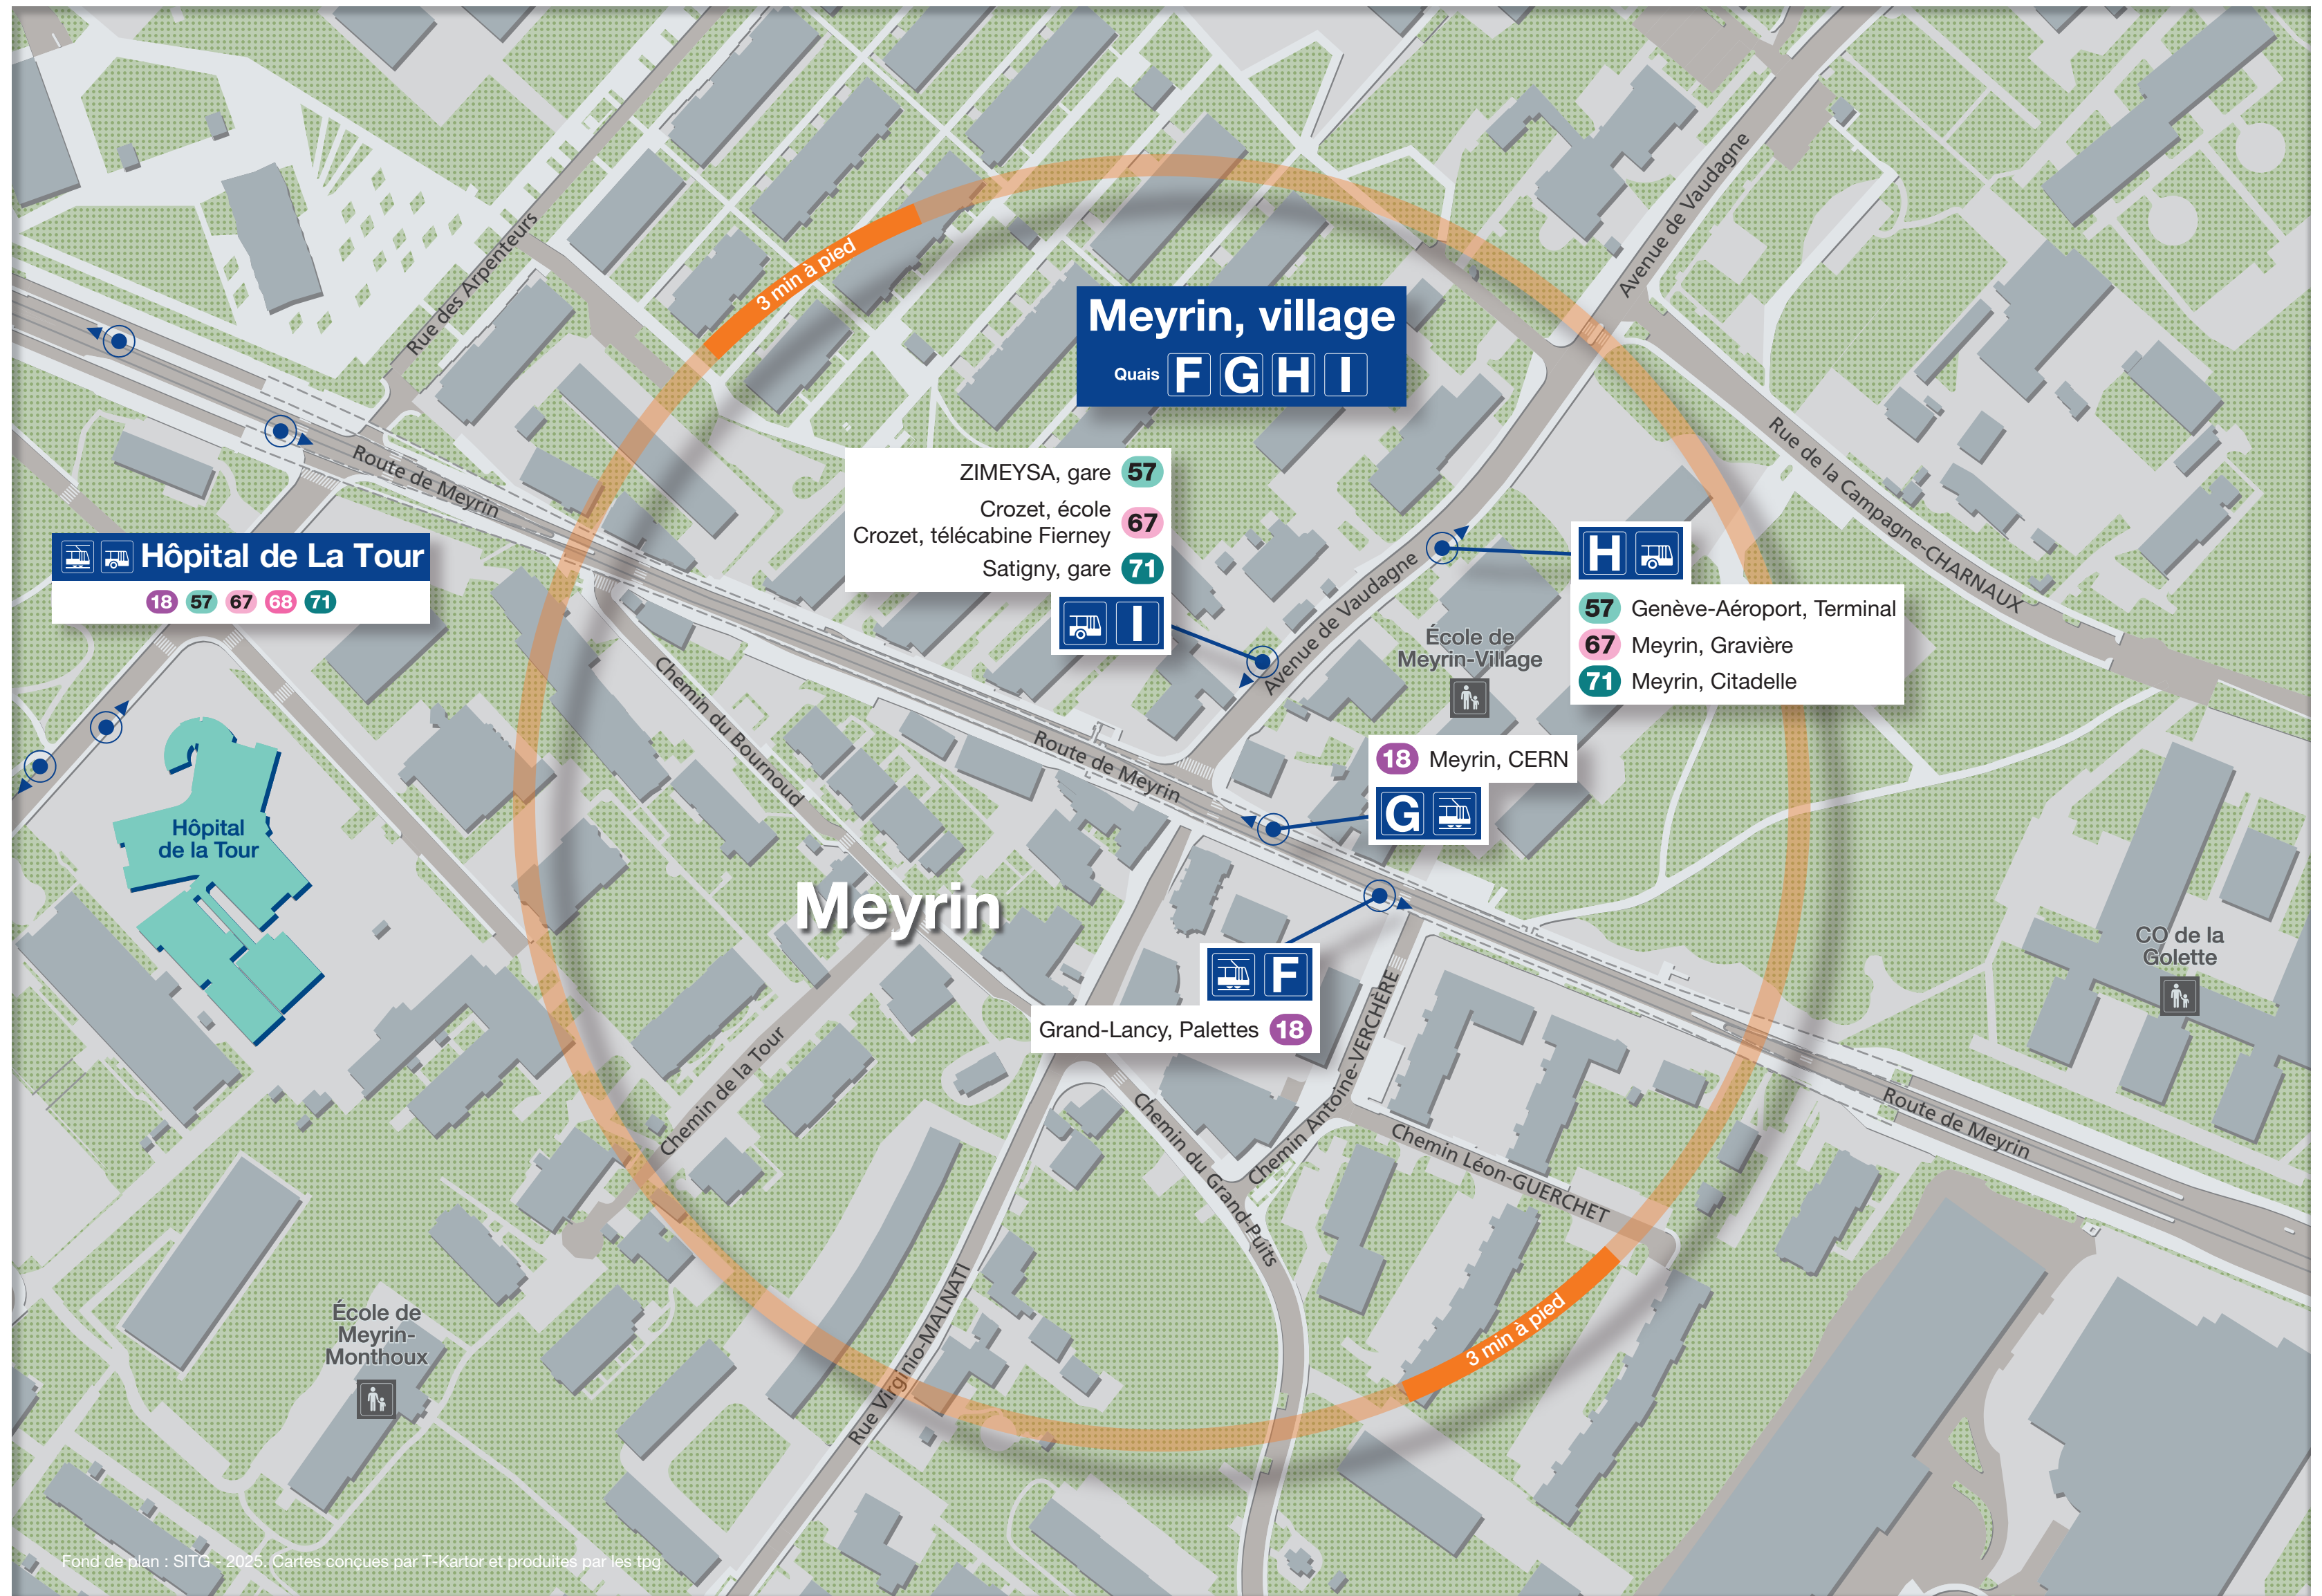 Avenue de Vaudagne
Rue des Arpenteurs
3 min à pied
Meyrin, village
Quais F G H I
Avenue de Vaudagne
Rue de la Campagne-CHARNAUX
Route de Meyrin
ZIMEYSA, gare 57
Crozet, école
Crozet, télécabine Fierney 67
Satigny, gare 71
I
H
57 Genève-Aéroport, Terminal
67 Meyrin, Gravière
71 Meyrin, Citadelle
Hôpital de La Tour
18 57 67 68 71
École de
Meyrin-Village
Chemin du Bournoud
Route de Meyrin
18 Meyrin, CERN
G
Hôpital
de la Tour
Meyrin
F
Grand-Lancy, Palettes 18
CO de la
Golette
Chemin de la Tour
Chemin Antoine-VERCHÈRE
Chemin du Grand-Puits
Chemin Léon-GUERCHET
Route de Meyrin
Rue Virginio-MALNATI
3 min à pied
École de
Meyrin-
Monthoux
Fond de plan : SITG - 2025. Cartes conçues par T-Kartor et produites par les tpg